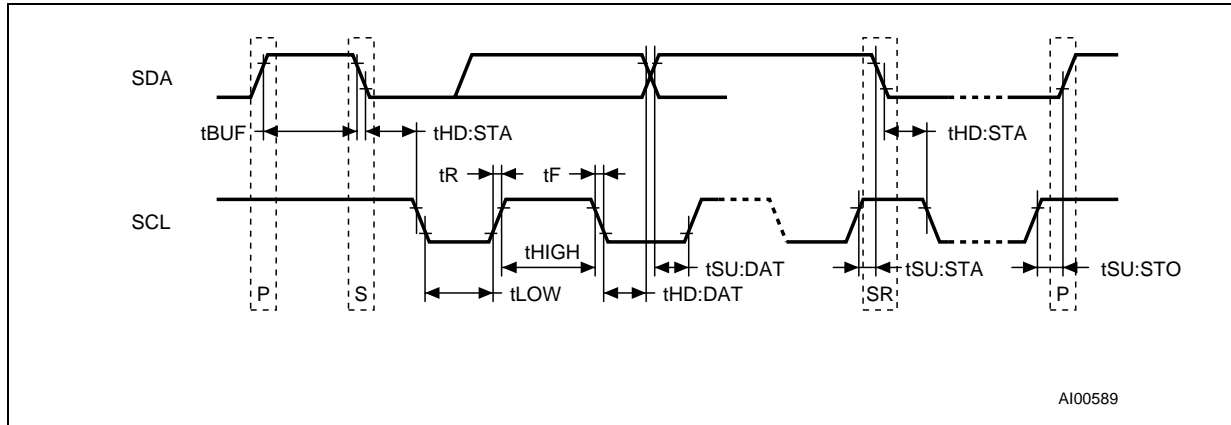 SDA
tBUF
tHD:STA
tHD:STA
tR
tF
SCL
tHIGH
tSU:DAT
tSU:STA
tSU:STO
P
S
tLOW
tHD:DAT
SR
P
AI00589